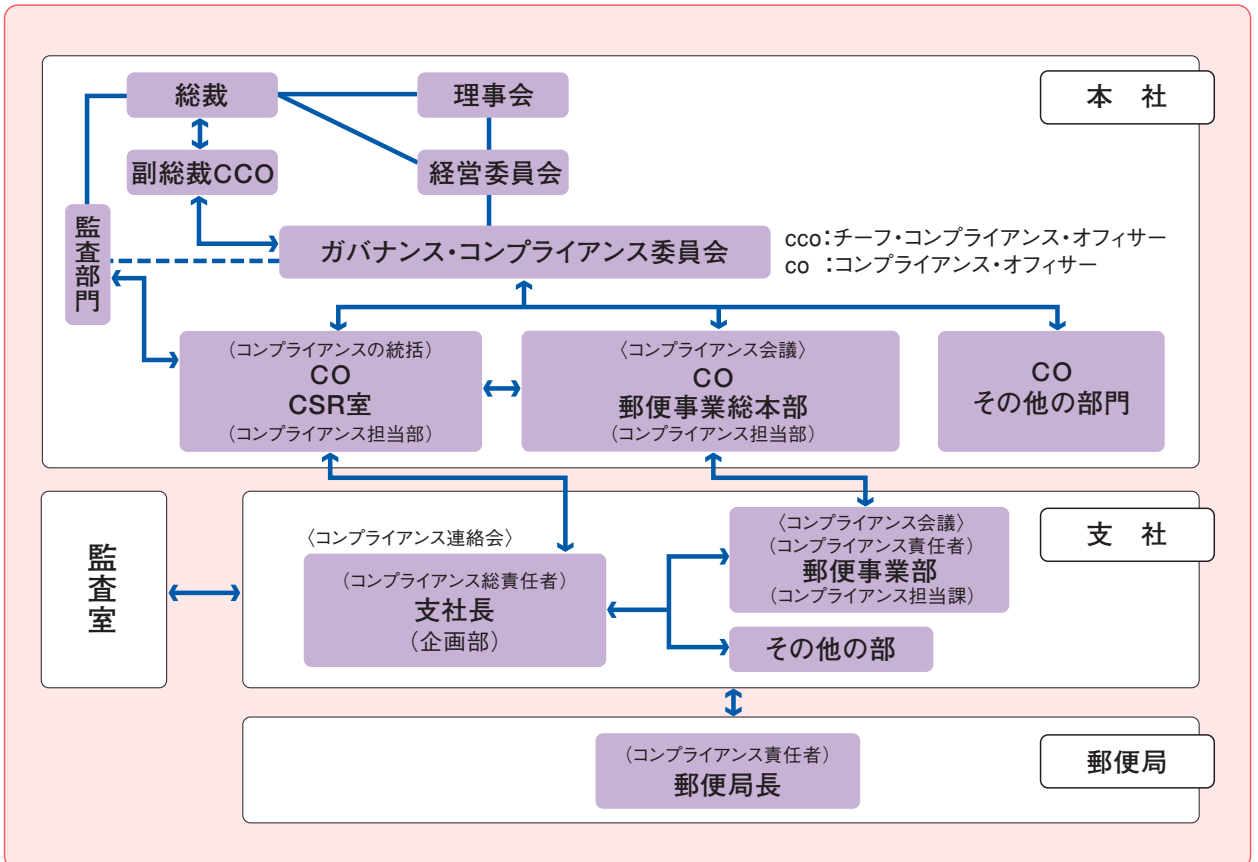 本　社
総裁
理事会
副総裁CCO
経営委員会
監査部門
ガバナンス・コンプライアンス委員会
cco：チーフ・コンプライアンス・オフィサー
co ：コンプライアンス・オフィサー
（コンプライアンスの統括）
CO
CSR室
（コンプライアンス担当部）
〈コンプライアンス会議〉
CO
郵便事業総本部
（コンプライアンス担当部）
CO
その他の部門
監査室
支　社
〈コンプライアンス連絡会〉
（コンプライアンス総責任者）
支社長
（企画部）
〈コンプライアンス会議〉
（コンプライアンス責任者）
郵便事業部
（コンプライアンス担当課）
その他の部
郵便局
（コンプライアンス責任者）
郵便局長